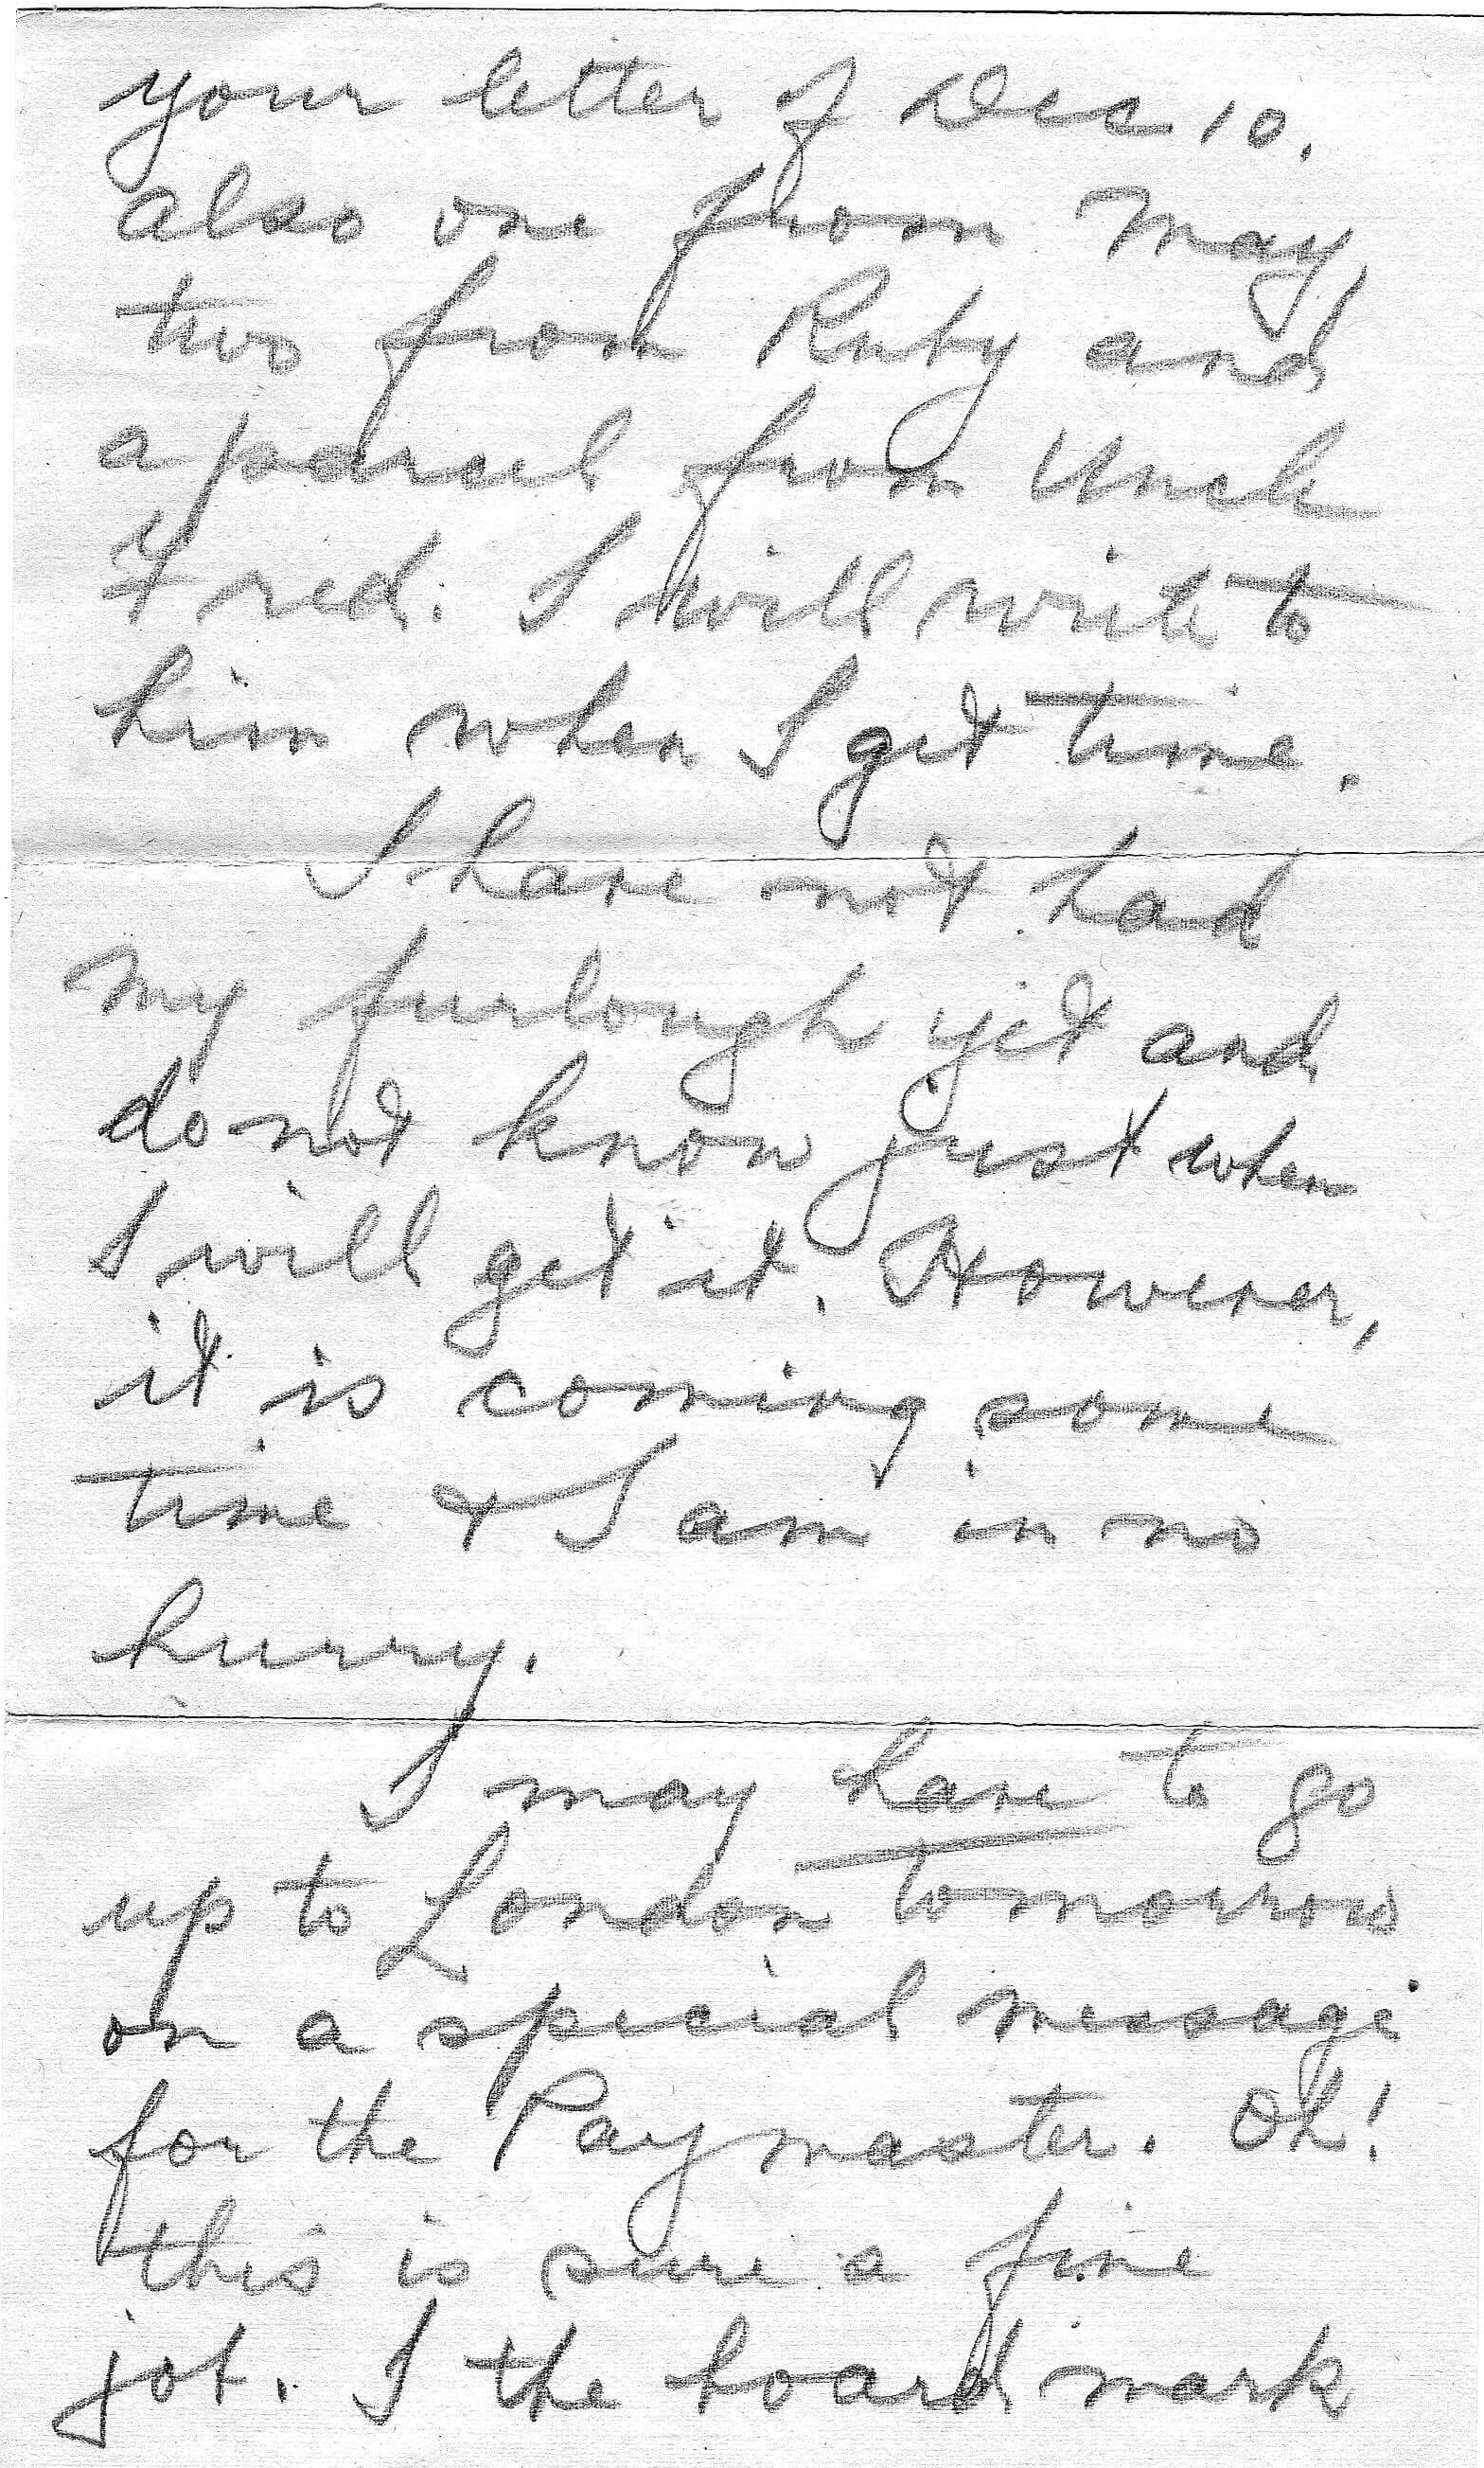 your letter of Dec 10.
also one from May,
two from Ruby and
a parcel from Uncle
Fred. I will write to
him when I get time.
I have not had
my furlough yet and
do not know just when
I will get it. However,
it is coming some
time & I am in no
hurry.
I may have to go
up to London tomorrow
on a special message
for the Paymaster. Oh!
this is sure a fine
job. I the board mark